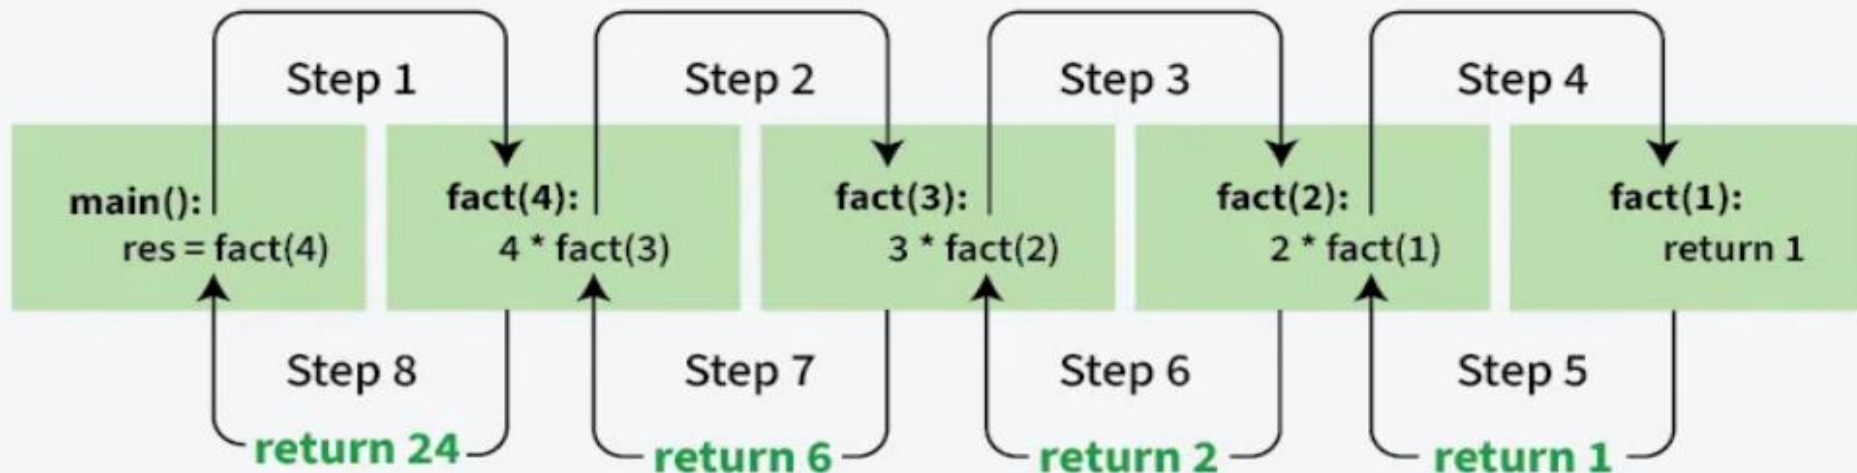 Step 1
Step 2
Step 3
Step 4
main():
res = fact(4)
fact(4):
4 * fact(3)
fact(3):
3 * fact(2)
fact(2):
2 * fact(1)
fact(1):
return 1
Step 8
Step 7
Step 6
Step 5
return 24
return 6
return 2
return 1